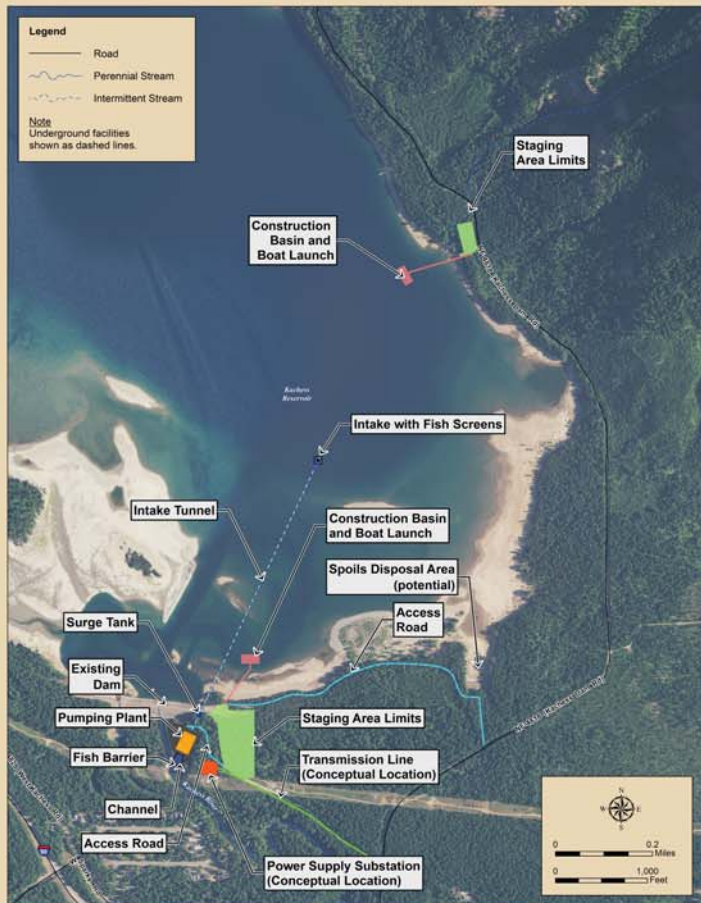 Legend
Road
Perennial Stream
Intermittent Stream
Note
Underground facilities
shown as dashed lines.
Staging
Area Limits
Construction
Basin and
Boat Launch
Kachess
Reservoir
Intake with Fish Screens
Intake Tunnel
Construction Basin
and Boat Launch
Spoils Disposal Area
(potential)
Access
Road
Surge Tank
Existing
Dam
Pumping Plant
Staging Area Limits
Fish Barrier
Transmission Line
(Conceptual Location)
Channel
Access Road
Power Supply Substation
(Conceptual Location)
N
W
E
S
0
0.2
Miles
0
1,000
Feet